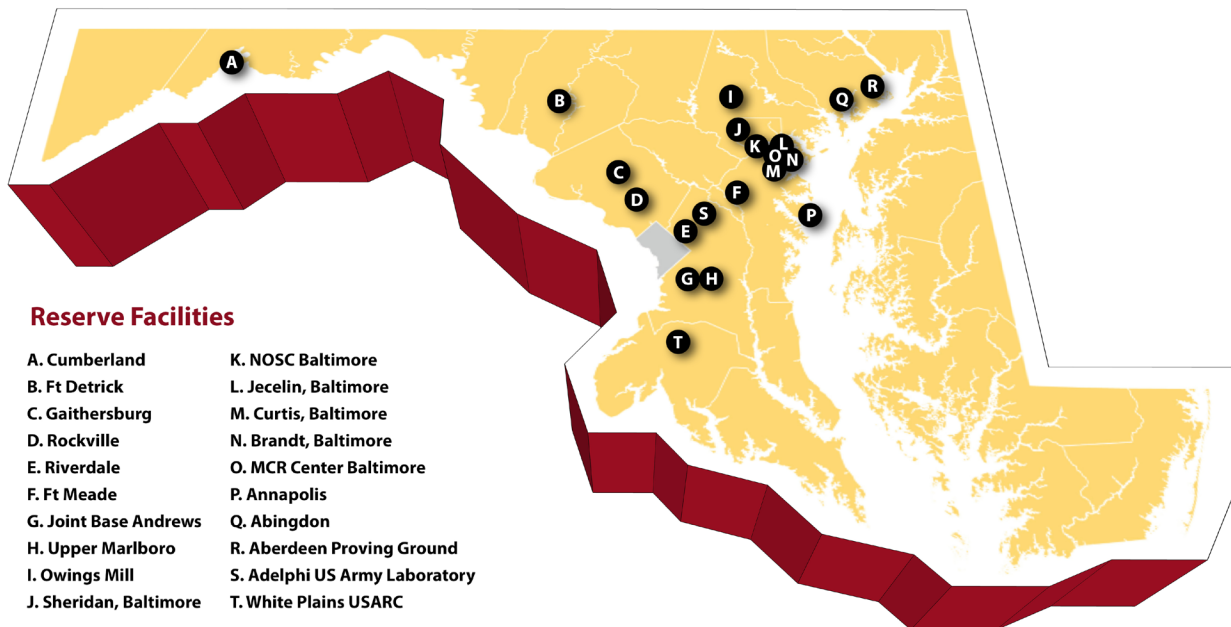 A
B
I
Q
R
J
K
L
O
N
M
C
D
F
S
P
E
G
H
T
Reserve Facilities
A. Cumberland
B. Ft Detrick
C. Gaithersburg
D. Rockville
E. Riverdale
F. Ft Meade
G. Joint Base Andrews
H. Upper Marlboro
I. Owings Mill
J. Sheridan, Baltimore
K. NOSC Baltimore
L. Jecelin, Baltimore
M. Curtis, Baltimore
N. Brandt, Baltimore
O. MCR Center Baltimore
P. Annapolis
Q. Abingdon
R. Aberdeen Proving Ground
S. Adelphi US Army Laboratory
T. White Plains USARC